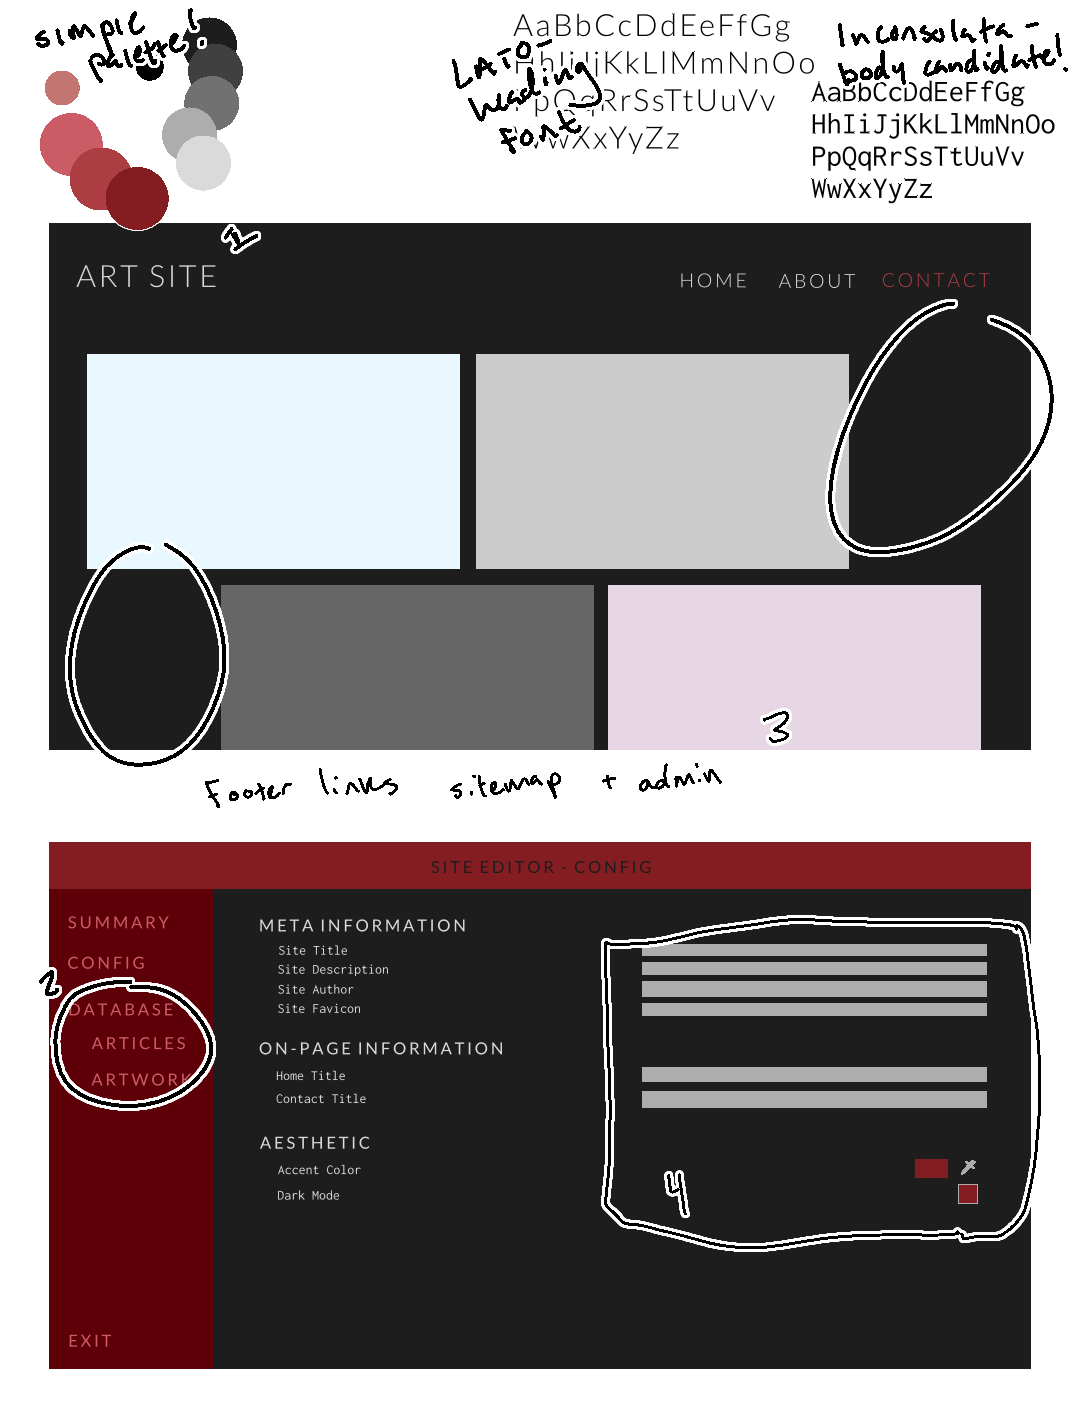 simple
palette!
LATO-
heading
font
AaBbCcDdEeFfGg
HhIiJjKkLlMmNnOo
PpQqRrSsTtUuVv
WwXxYyZz
Inconsolata -
body candidate!
AaBbCcDdEeFfGg
HhIiJjKkLlMmNnOo
PpQqRrSsTtUuVv
WwXxYyZz
1
ART SITE
HOME ABOUT CONTACT
3
Footer links sitemap + admin
SITE EDITOR - CONFIG
SUMMARY
CONFIG
2
DATABASE
ARTICLES
ARTWORK
EXIT
META INFORMATION
Site Title
Site Description
Site Author
Site Favicon
ON-PAGE INFORMATION
Home Title
Contact Title
AESTHETIC
Accent Color
Dark Mode
4